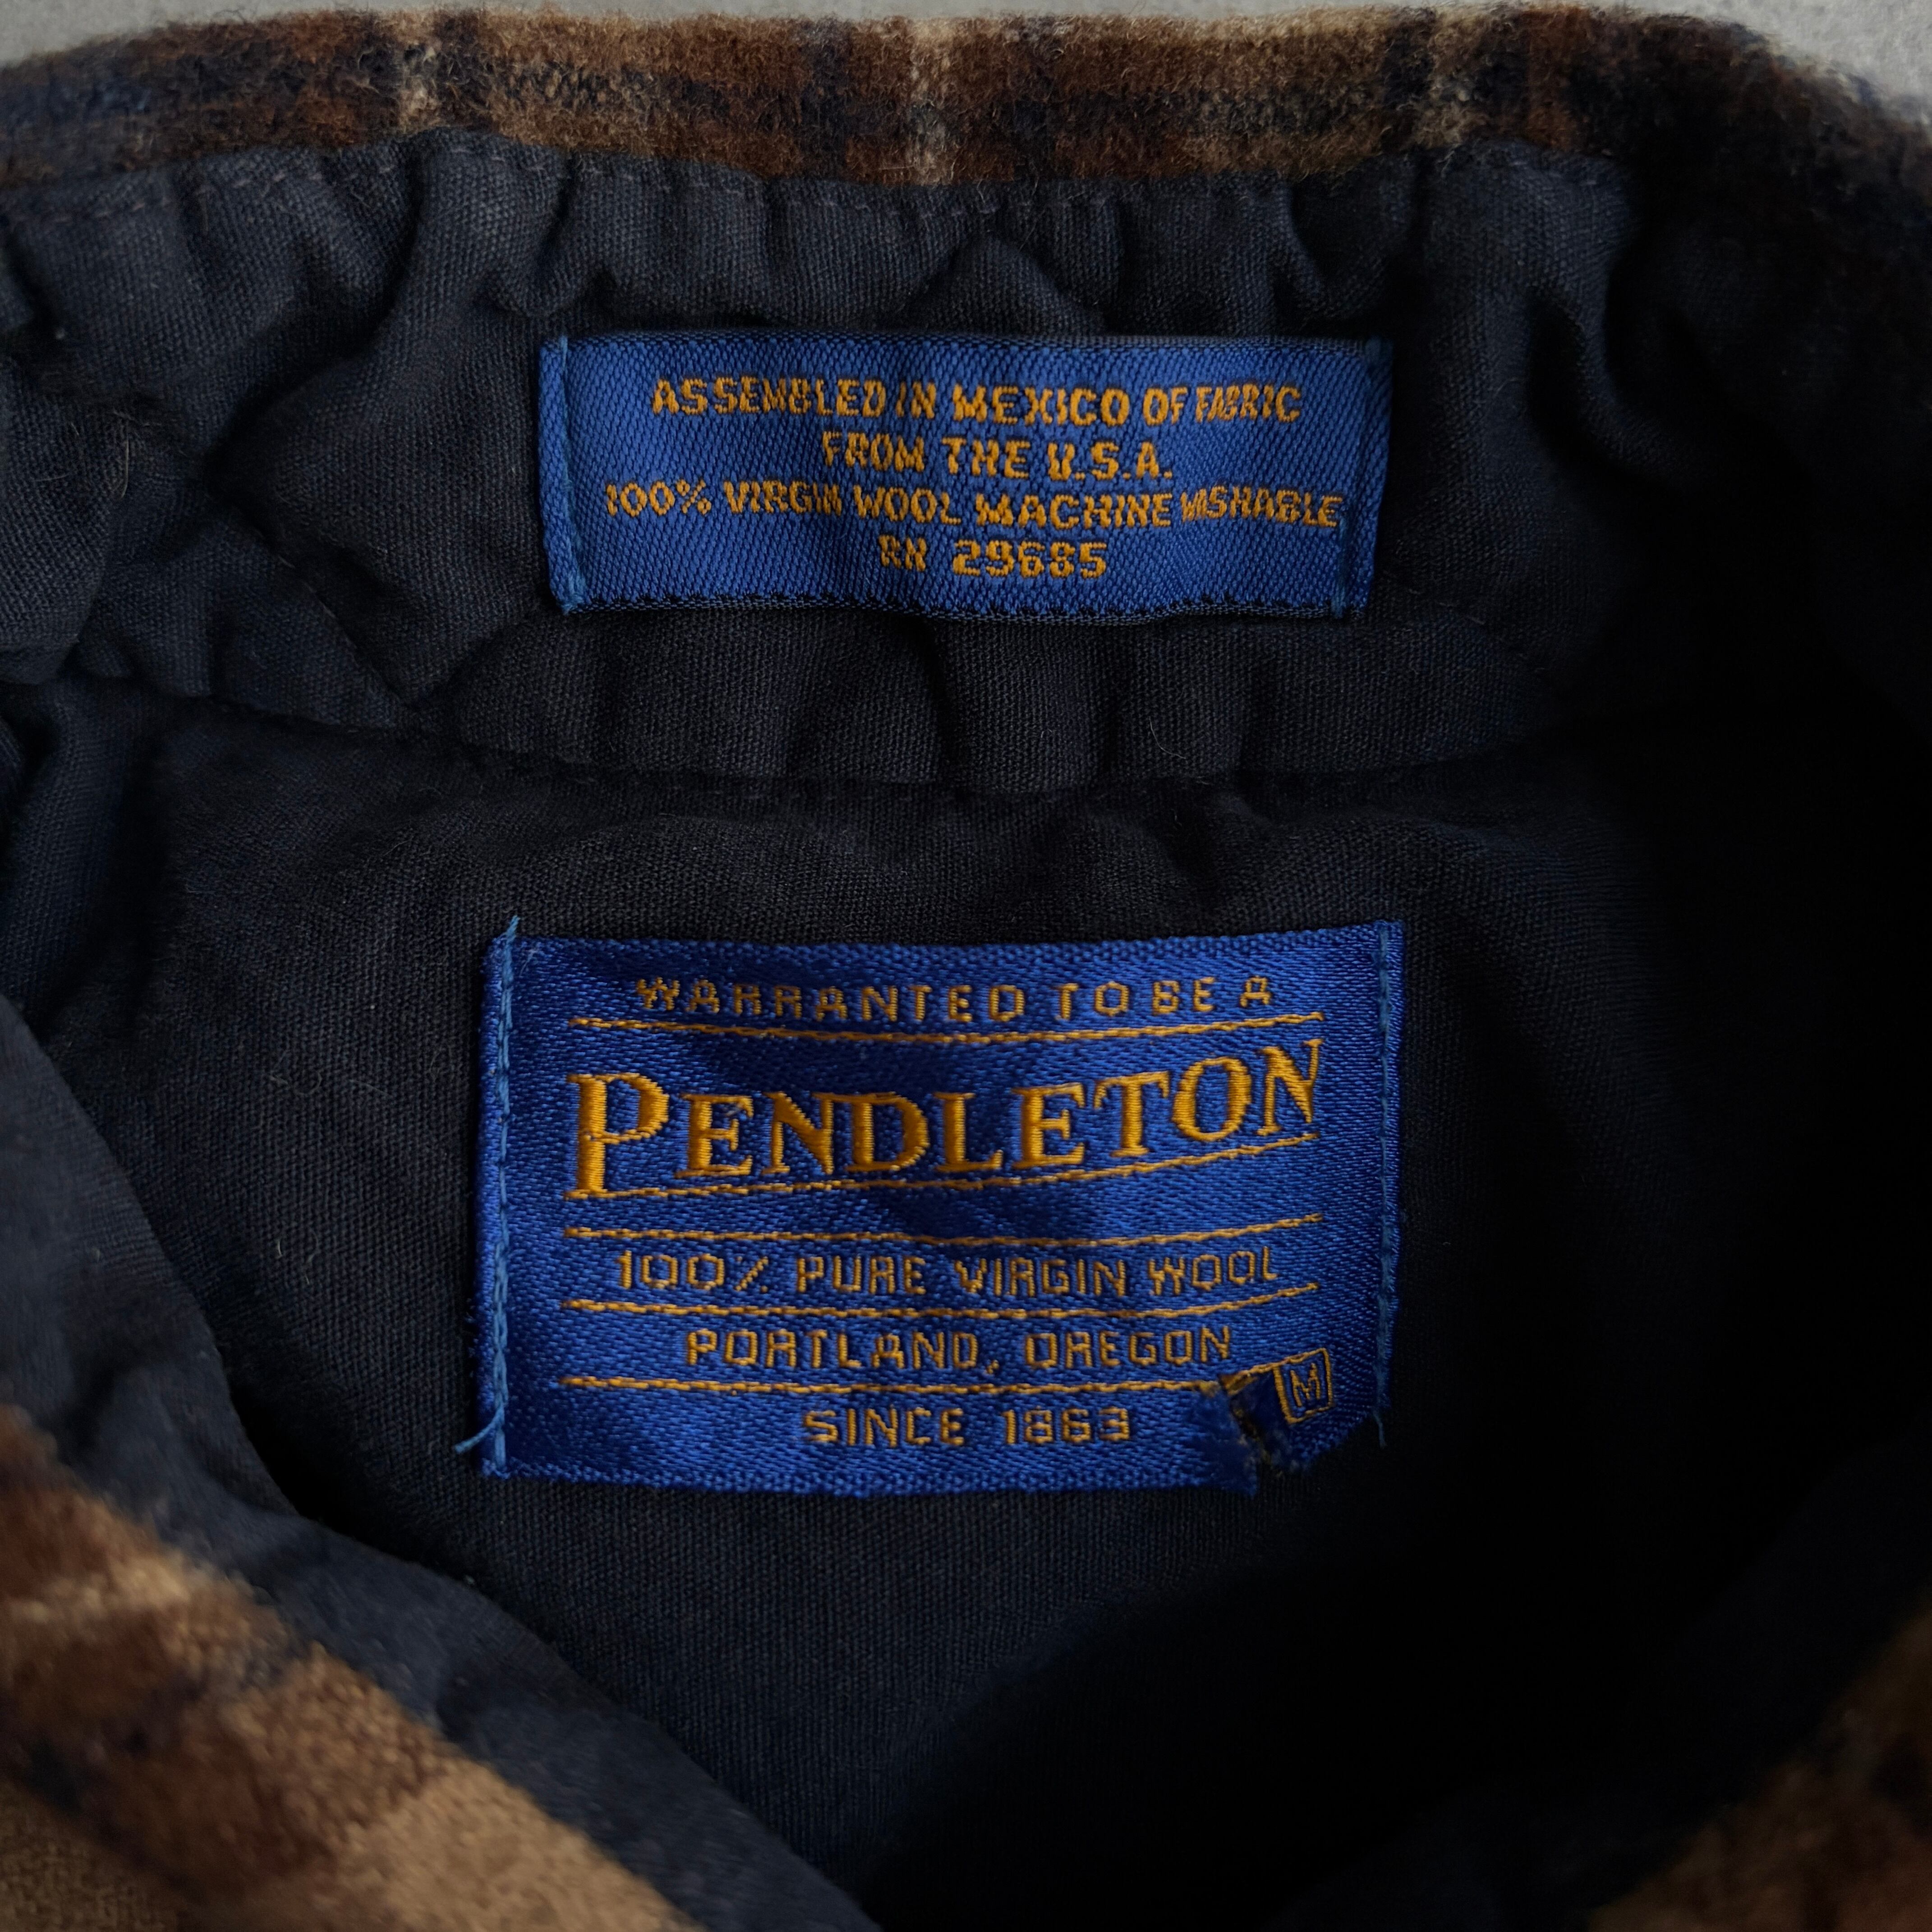 ASSEMBLED IN MEXICO OF FABRIC
FROM THE U.S.A.
100% VIRGIN WOOL MACHINE WASHABLE
RN 29685
WARRANTED TO BE A
PENDLETON
100% PURE VIRGIN WOOL
PORTLAND, OREGON
SINCE 1863
M